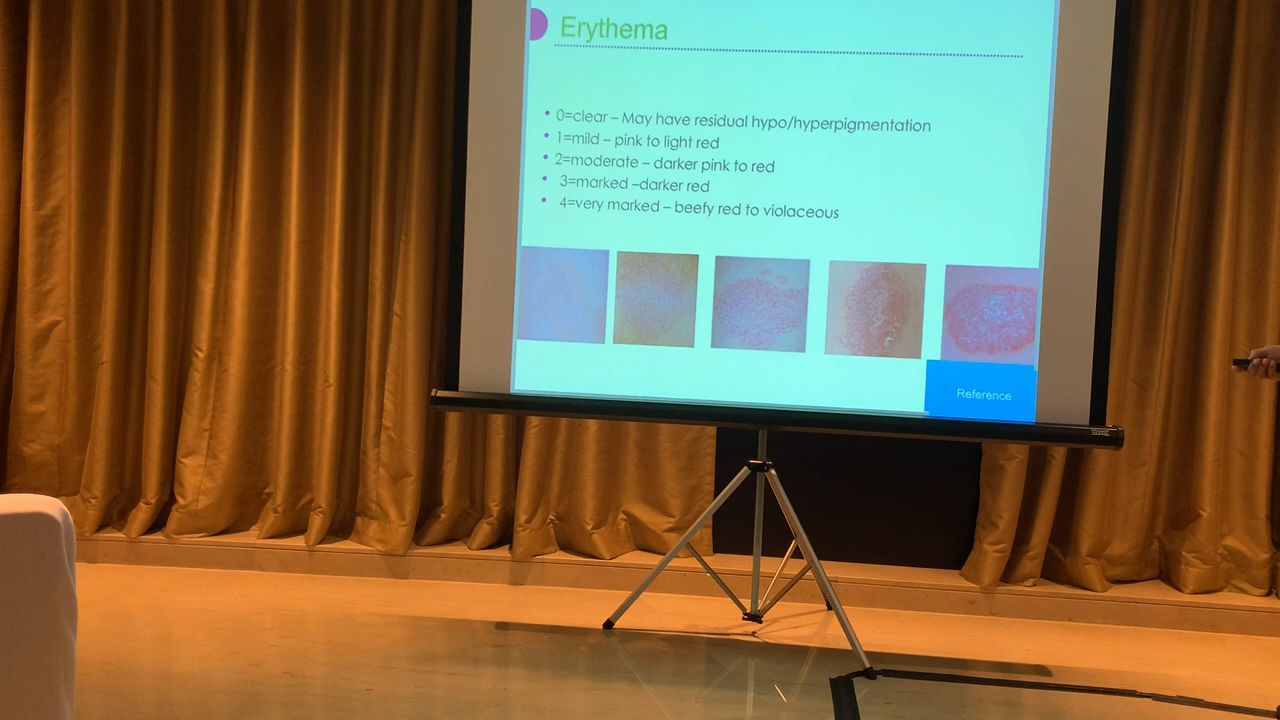 Erythema
• 0=clear – May have residual hypo/hyperpigmentation
• 1=mild – pink to light red
• 2=moderate – darker pink to red
• 3=marked –darker red
• 4=very marked – beefy red to violaceous
Reference